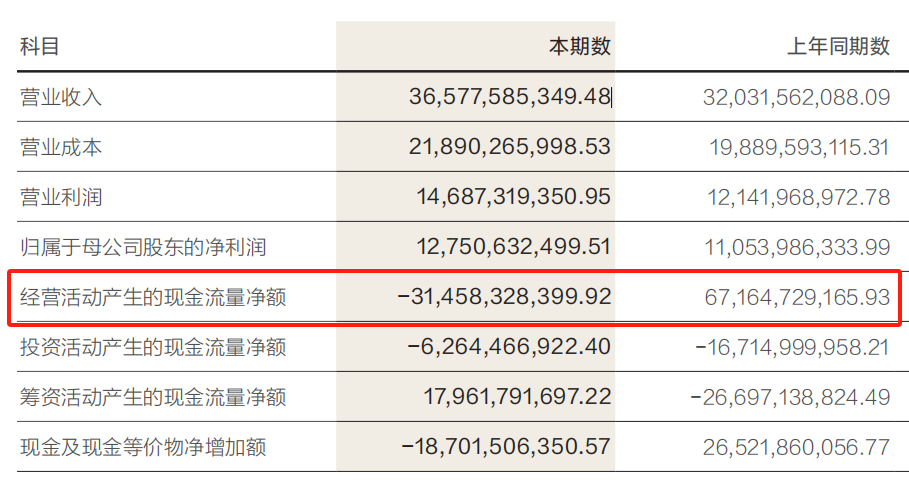 科目 本期数 上年同期数
营业收入 36,577,585,349.48 32,031,562,088.09
营业成本 21,890,265,998.53 19,889,593,115.31
营业利润 14,687,319,350.95 12,141,968,972.78
归属于母公司股东的净利润 12,750,632,499.51 11,053,986,333.99
经营活动产生的现金流量净额 −31,458,328,399.92 67,164,729,165.93
投资活动产生的现金流量净额 −6,264,466,922.40 −16,714,999,958.21
筹资活动产生的现金流量净额 17,961,791,697.22 −26,697,138,824.49
现金及现金等价物净增加额 −18,701,506,350.57 26,521,860,056.77